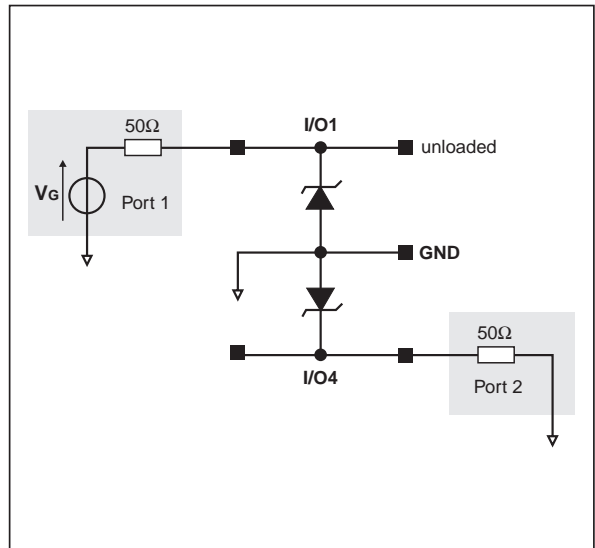 50Ω
I/O1
unloaded
VG
Port 1
GND
50Ω
I/O4
Port 2